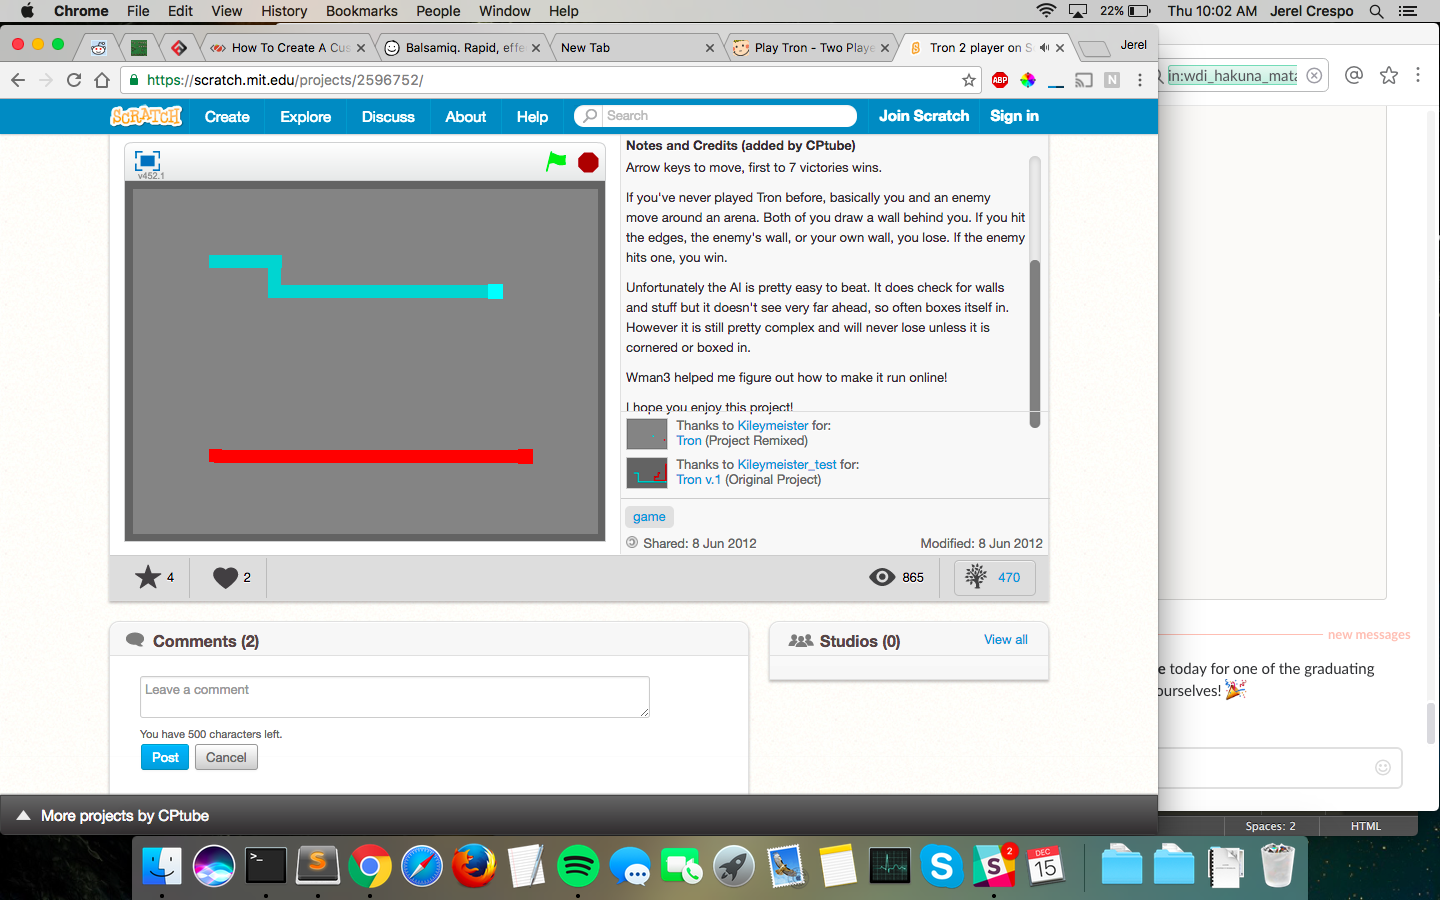 Chrome File Edit View History Bookmarks People Window Help 22% Thu 10:02 AM Jerel Crespo
How To Create A Cus
Balsamiq. Rapid, effe
New Tab
Play Tron - Two Playe
Tron 2 player on S
Jerel
https://scratch.mit.edu/projects/2596752/
ABP
N
in:wdi_hakuna_mata
SCRATCH Create Explore Discuss About Help Search Join Scratch Sign in
v452.1
Notes and Credits (added by CPtube)
Arrow keys to move, first to 7 victories wins.
If you've never played Tron before, basically you and an enemy
move around an arena. Both of you draw a wall behind you. If you hit
the edges, the enemy's wall, or your own wall, you lose. If the enemy
hits one, you win.
Unfortunately the AI is pretty easy to beat. It does check for walls
and stuff but it doesn't see very far ahead, so often boxes itself in.
However it is still pretty complex and will never lose unless it is
cornered or boxed in.
Wman3 helped me figure out how to make it run online!
I hope you enjoy this project!
Thanks to Kileymeister for:
Tron (Project Remixed)
Thanks to Kileymeister_test for:
Tron v.1 (Original Project)
game
Shared: 8 Jun 2012 Modified: 8 Jun 2012
4 2 865 470
Comments (2)
Studios (0) View all
Leave a comment
You have 500 characters left.
Post Cancel
new messages
e today for one of the graduating
ourselves!
More projects by CPtube
Spaces: 2 HTML
2
DEC
15